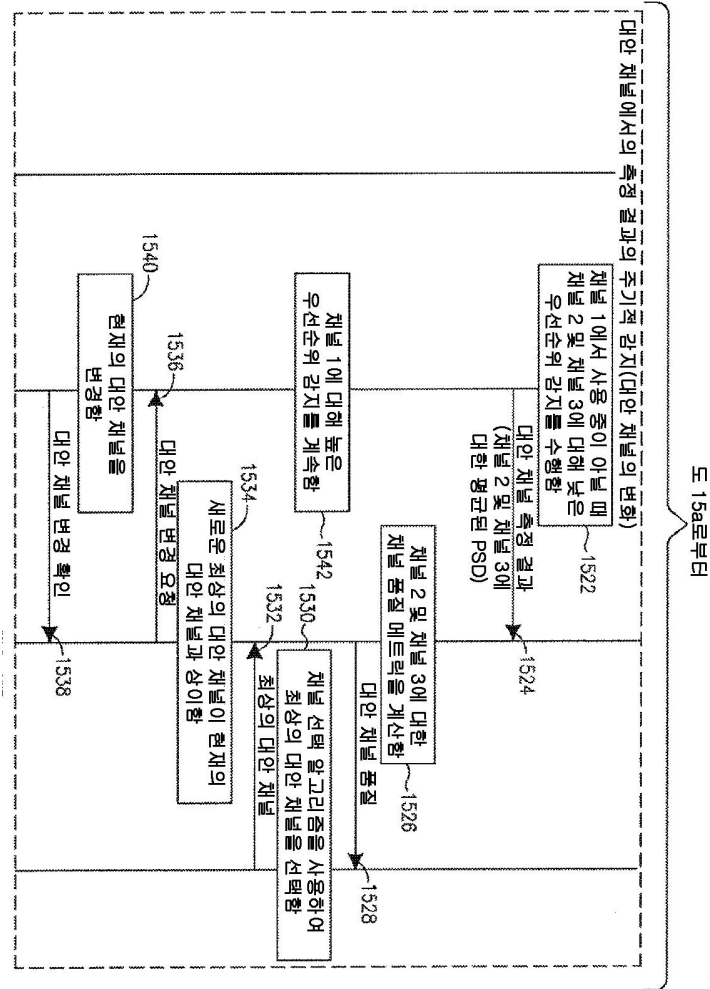 도 15a로부터
대안 채널에서의 측정 결과의 주기적 감지(대안 채널의 변화)
채널 1에서 사용 중이 아닐 때
채널 2 및 채널 3에 대해 낮은
우선순위 감지를 수행함
1522
대안 채널 측정 결과
(채널 2 및 채널 3에
대한 평균된 PSD)
1524
채널 2 및 채널 3에 대한
채널 품질 메트릭을 계산함
1526
대안 채널 품질
1528
채널 1에 대해 높은
우선순위 감지를 계속함
1542
채널 선택 알고리즘을 사용하여
최상의 대안 채널을 선택함
1530
최상의 대안 채널
1532
새로운 최상의 대안 채널이 현재의
대안 채널과 상이함
1534
대안 채널 변경 요청
1536
현재의 대안 채널을
변경함
1540
대안 채널 변경 확인
1538